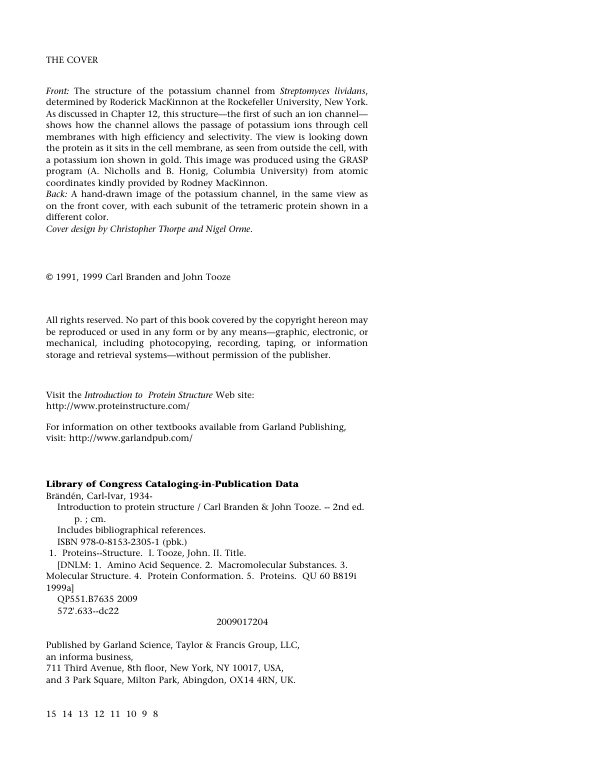 THE COVER
Front: The structure of the potassium channel from Streptomyces lividans,
determined by Roderick MacKinnon at the Rockefeller University, New York.
As discussed in Chapter 12, this structure—the first of such an ion channel—
shows how the channel allows the passage of potassium ions through cell
membranes with high efficiency and selectivity. The view is looking down
the protein as it sits in the cell membrane, as seen from outside the cell, with
a potassium ion shown in gold. This image was produced using the GRASP
program (A. Nicholls and B. Honig, Columbia University) from atomic
coordinates kindly provided by Rodney MacKinnon.
Back: A hand-drawn image of the potassium channel, in the same view as
on the front cover, with each subunit of the tetrameric protein shown in a
different color.
Cover design by Christopher Thorpe and Nigel Orme.
© 1991, 1999 Carl Branden and John Tooze
All rights reserved. No part of this book covered by the copyright hereon may
be reproduced or used in any form or by any means—graphic, electronic, or
mechanical, including photocopying, recording, taping, or information
storage and retrieval systems—without permission of the publisher.
Visit the Introduction to Protein Structure Web site:
http://www.proteinstructure.com/
For information on other textbooks available from Garland Publishing,
visit: http://www.garlandpub.com/
Library of Congress Cataloging-in-Publication Data
Brändén, Carl-Ivar, 1934-
Introduction to protein structure / Carl Branden & John Tooze. -- 2nd ed.
p. ; cm.
Includes bibliographical references.
ISBN 978-0-8153-2305-1 (pbk.)
1. Proteins--Structure. I. Tooze, John. II. Title.
[DNLM: 1. Amino Acid Sequence. 2. Macromolecular Substances. 3.
Molecular Structure. 4. Protein Conformation. 5. Proteins. QU 60 B819i
1999a]
QP551.B7635 2009
572'.633--dc22
2009017204
Published by Garland Science, Taylor & Francis Group, LLC,
an informa business,
711 Third Avenue, 8th floor, New York, NY 10017, USA,
and 3 Park Square, Milton Park, Abingdon, OX14 4RN, UK.
15 14 13 12 11 10 9 8